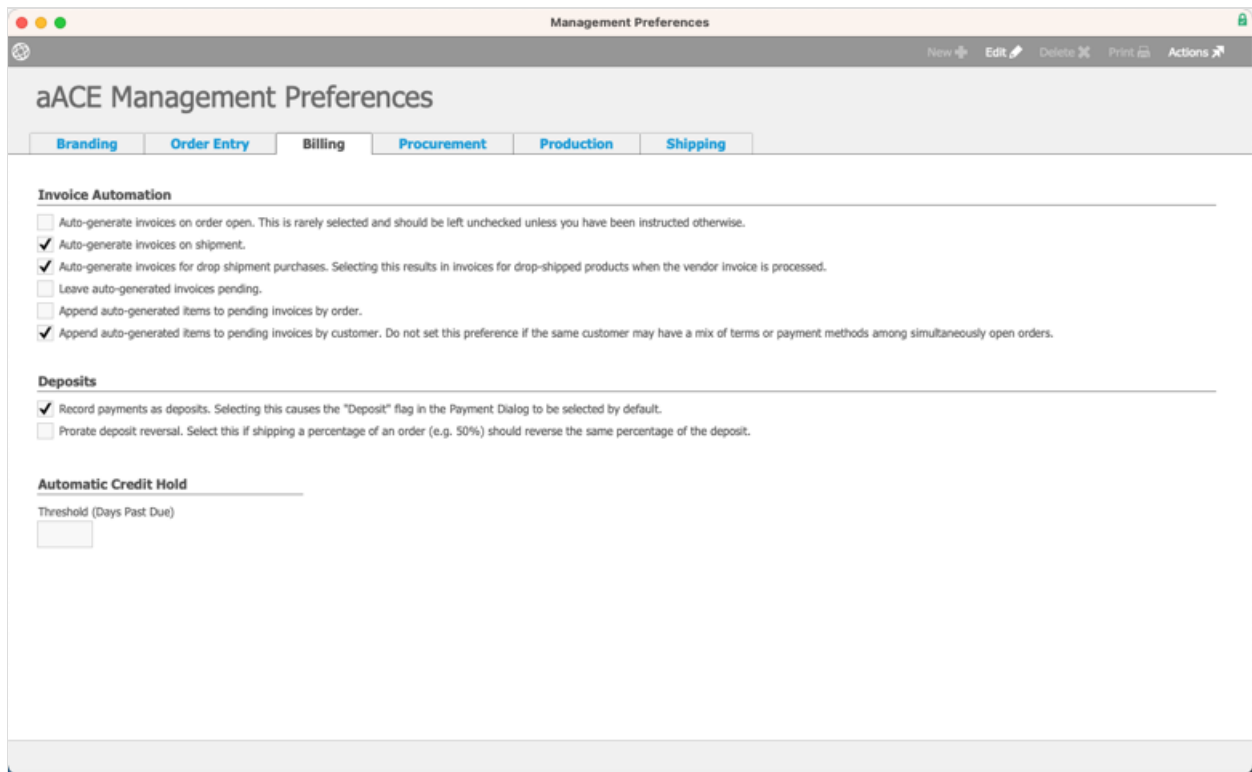 Management Preferences
New Edit Delete Print Actions
aACE Management Preferences
Branding Order Entry Billing Procurement Production Shipping
Invoice Automation
Auto-generate invoices on order open. This is rarely selected and should be left unchecked unless you have been instructed otherwise.
Auto-generate invoices on shipment.
Auto-generate invoices for drop shipment purchases. Selecting this results in invoices for drop-shipped products when the vendor invoice is processed.
Leave auto-generated invoices pending.
Append auto-generated items to pending invoices by order.
Append auto-generated items to pending invoices by customer. Do not set this preference if the same customer may have a mix of terms or payment methods among simultaneously open orders.
Deposits
Record payments as deposits. Selecting this causes the "Deposit" flag in the Payment Dialog to be selected by default.
Prorate deposit reversal. Select this if shipping a percentage of an order (e.g. 50%) should reverse the same percentage of the deposit.
Automatic Credit Hold
Threshold (Days Past Due)